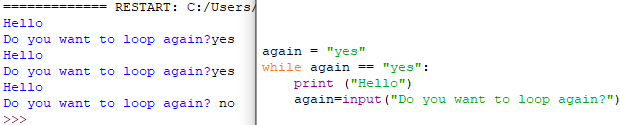 ============= RESTART: C:/Users/
Hello
Do you want to loop again?yes
Hello
Do you want to loop again?yes
Hello
Do you want to loop again? no
>>>
again = "yes"
while again == "yes":
    print ("Hello")
    again=input("Do you want to loop again?")